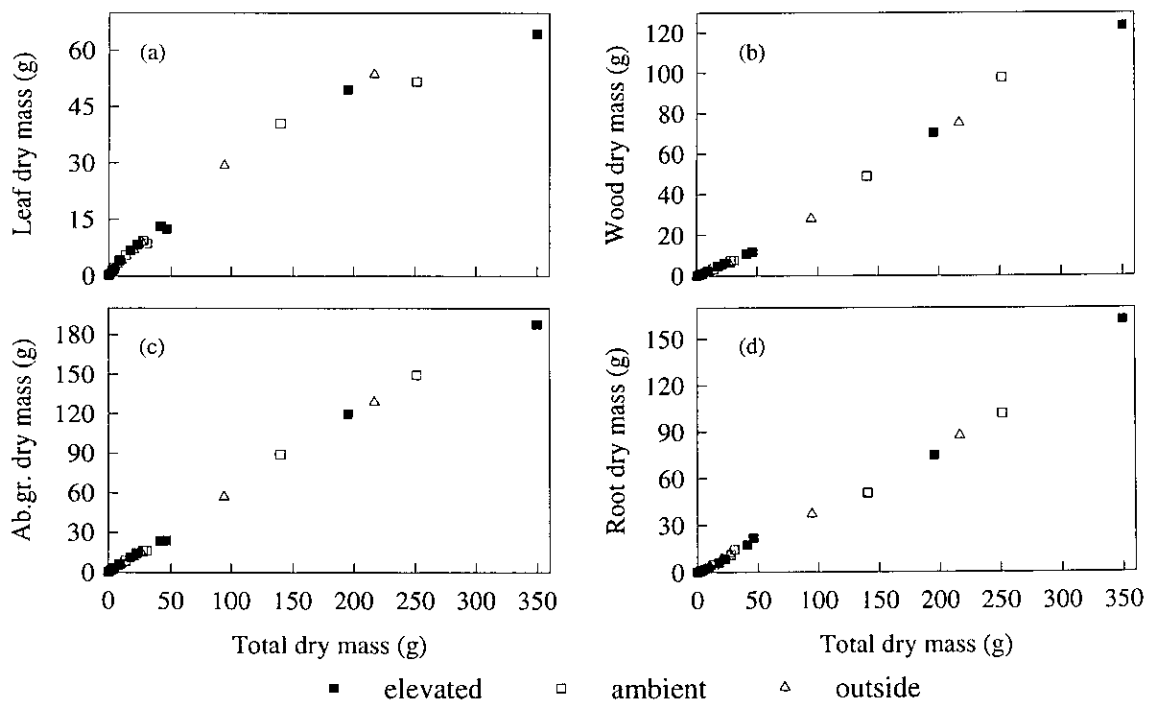 (a)
Leaf dry mass (g)
60
45
30
15
0
(b)
Wood dry mass (g)
120
100
80
60
40
20
0
(c)
Ab.gr. dry mass (g)
180
150
120
90
60
30
0
0 50 100 150 200 250 300 350
Total dry mass (g)
(d)
Root dry mass (g)
150
120
90
60
30
0
0 50 100 150 200 250 300 350
Total dry mass (g)
elevated ambient outside